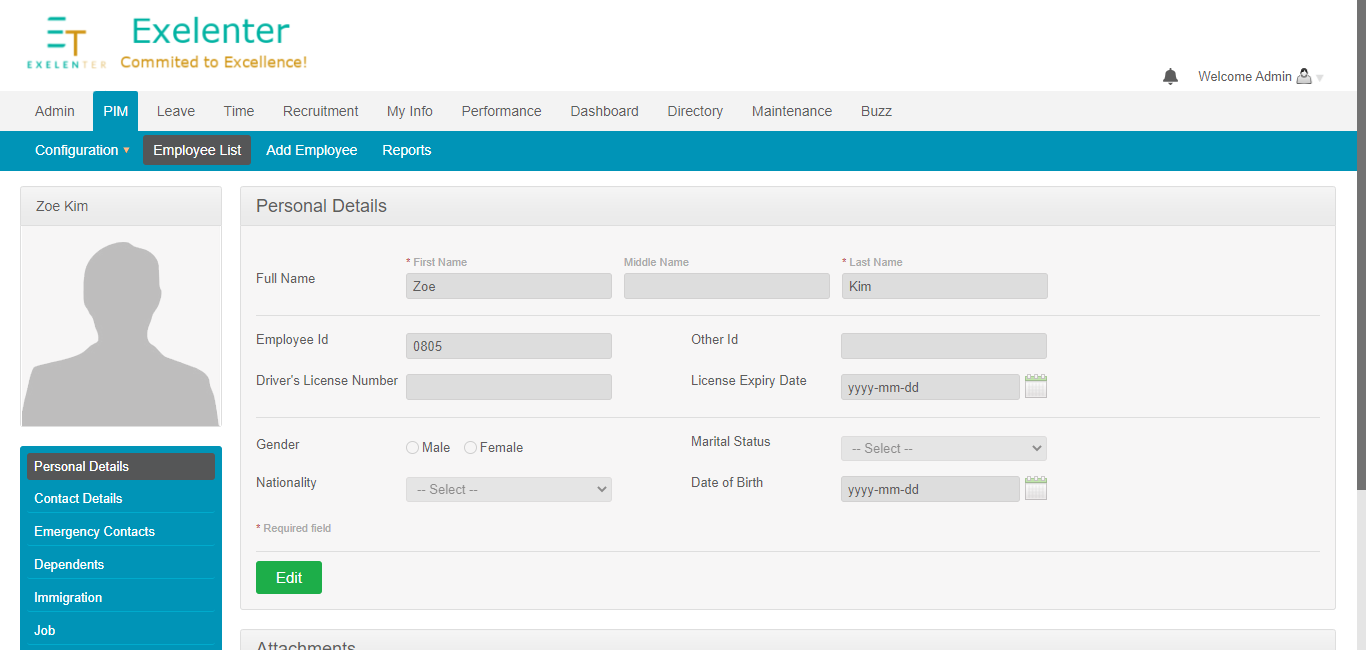 ET
EXELENTER
Exelenter
Commited to Excellence!
Welcome Admin
Admin PIM Leave Time Recruitment My Info Performance Dashboard Directory Maintenance Buzz
Configuration Employee List Add Employee Reports
Zoe Kim
Personal Details
* First Name Middle Name * Last Name
Full Name Zoe Kim
Employee Id 0805 Other Id
Driver's License Number License Expiry Date yyyy-mm-dd
Gender Male Female Marital Status -- Select --
Nationality -- Select -- Date of Birth yyyy-mm-dd
* Required field
Edit
Personal Details
Contact Details
Emergency Contacts
Dependents
Immigration
Job
Attachments